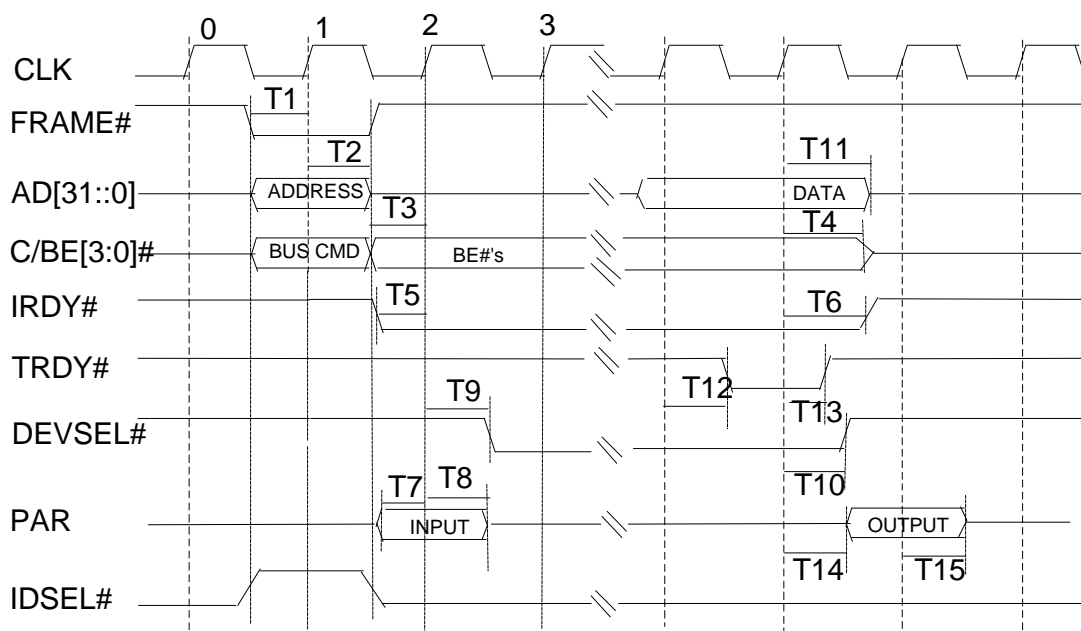 0 1 2 3
CLK
T1
FRAME#
T2 T11
AD[31::0] ADDRESS DATA
T3 T4
C/BE[3:0]# BUS CMD BE#'s
T5 T6
IRDY#
TRDY#
T9 T12 T13
DEVSEL#
T7 T8 T10
PAR INPUT OUTPUT
T14 T15
IDSEL#